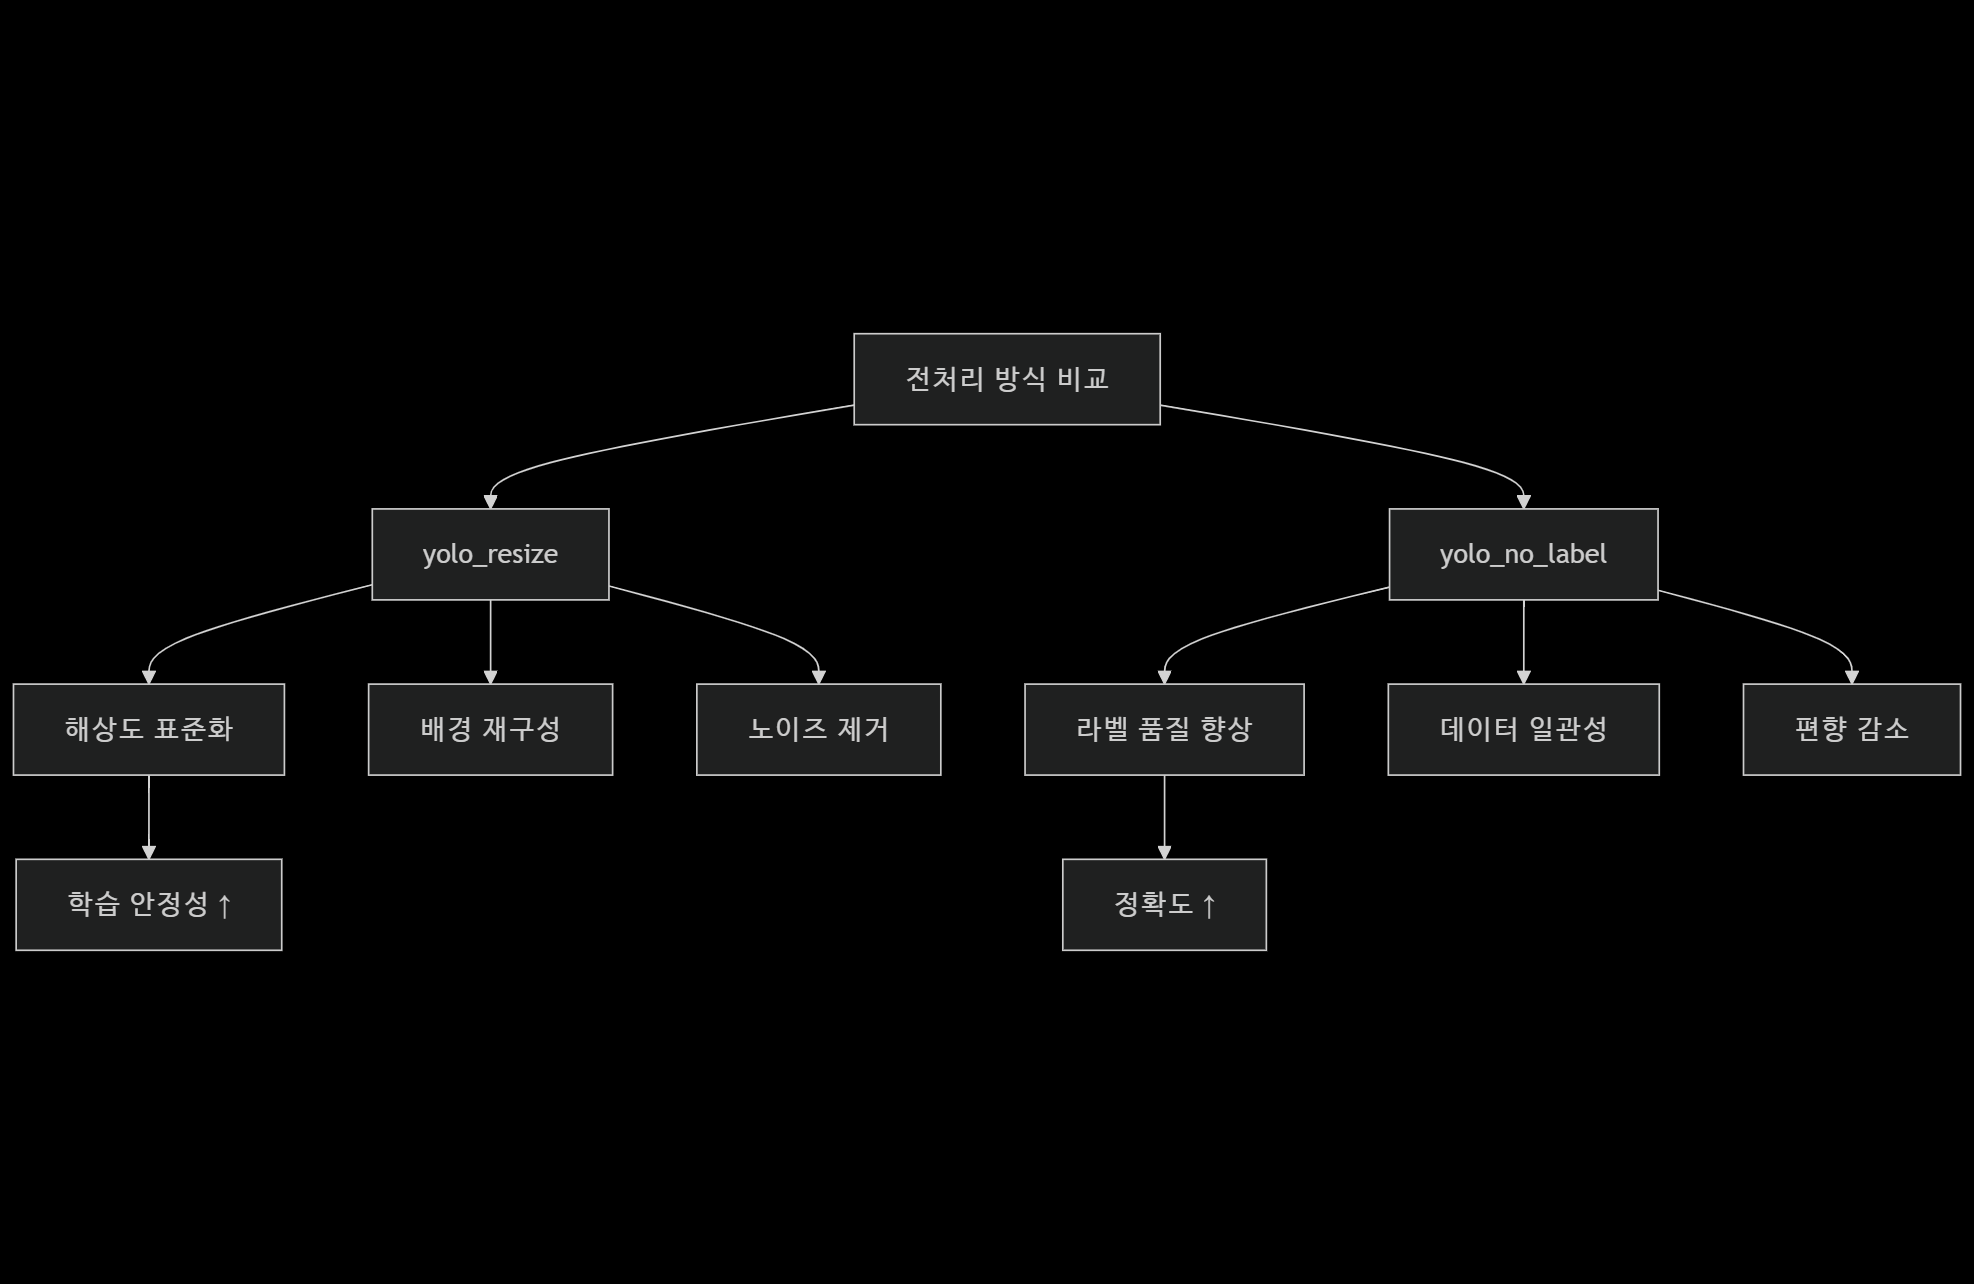 전처리 방식 비교
yolo_resize
yolo_no_label
해상도 표준화
배경 재구성
노이즈 제거
라벨 품질 향상
데이터 일관성
편향 감소
학습 안정성 ↑
정확도 ↑